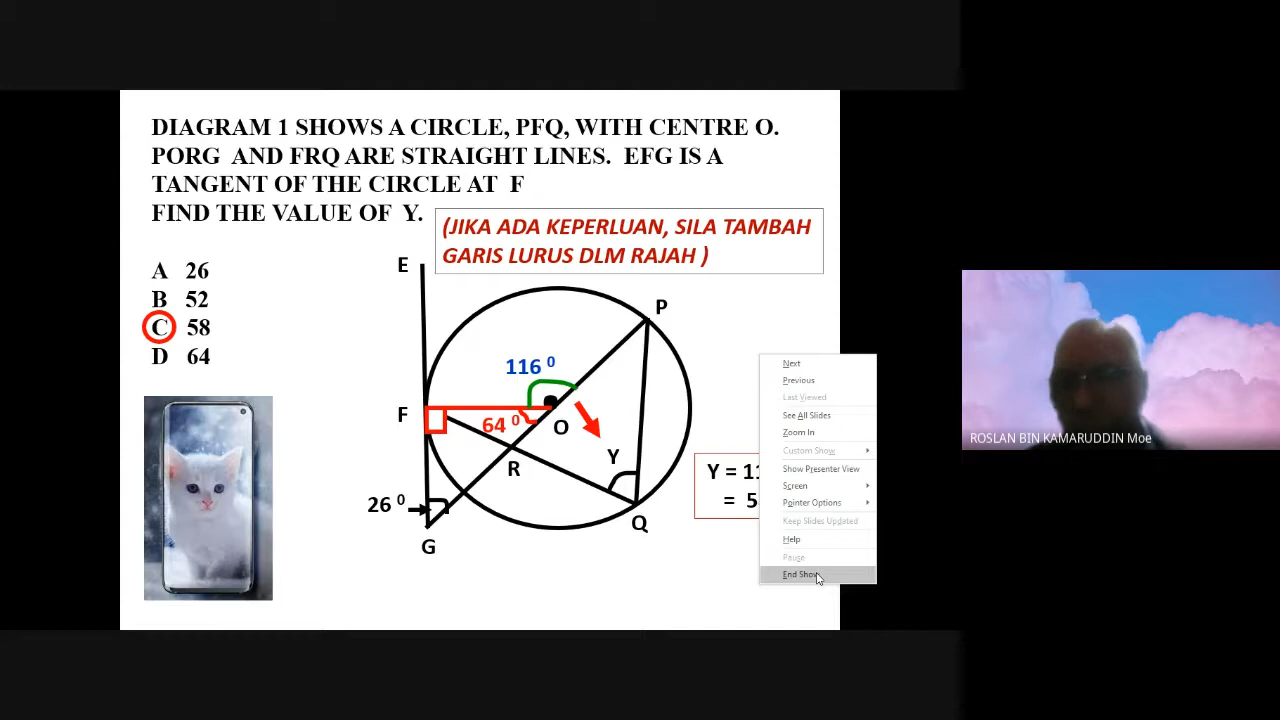 DIAGRAM 1 SHOWS A CIRCLE, PFQ, WITH CENTRE O.
PORG AND FRQ ARE STRAIGHT LINES. EFG IS A
TANGENT OF THE CIRCLE AT F
FIND THE VALUE OF Y.
(JIKA ADA KEPERLUAN, SILA TAMBAH
GARIS LURUS DLM RAJAH )
A 26
B 52
C 58
D 64
E
P
116 0
F
64 0
O
R
Y
26 0
Q
G
Y = 11
= 5
Next
Previous
Last Viewed
See All Slides
Zoom In
Custom Show
Show Presenter View
Screen
Pointer Options
Keep Slides Updated
Help
Pause
End Show
ROSLAN BIN KAMARUDDIN Moe